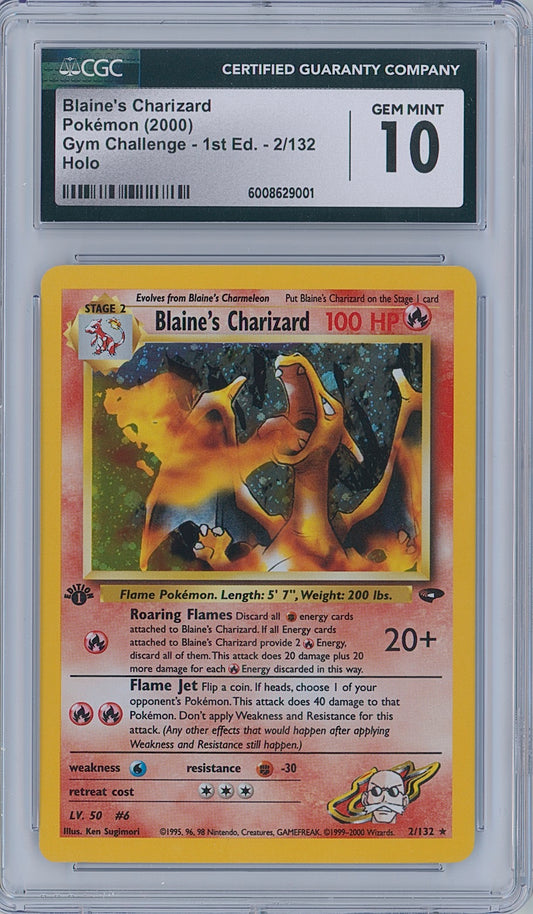 CGC
CERTIFIED GUARANTY COMPANY
Blaine's Charizard
Pokémon (2000)
Gym Challenge - 1st Ed. - 2/132
Holo
GEM MINT
10
6008629001
Evolves from Blaine's Charmeleon Put Blaine's Charizard on the Stage 1 card
STAGE 2
Blaine's Charizard 100 HP
EDITION
1
Flame Pokémon. Length: 5' 7", Weight: 200 lbs.
Roaring Flames Discard all energy cards
attached to Blaine's Charizard. If all Energy cards
attached to Blaine's Charizard provide 2 Energy,
discard all of them. This attack does 20 damage plus 20
more damage for each Energy discarded in this way.
20+
Flame Jet Flip a coin. If heads, choose 1 of your
opponent's Pokémon. This attack does 40 damage to that
Pokémon. Don't apply Weakness and Resistance for this
attack. (Any other effects that would happen after applying
Weakness and Resistance still happen.)
weakness resistance -30
retreat cost
LV. 50 #6
Illus. Ken Sugimori ©1995, 96, 98 Nintendo, Creatures, GAMEFREAK. ©1999-2000 Wizards. 2/132 ★